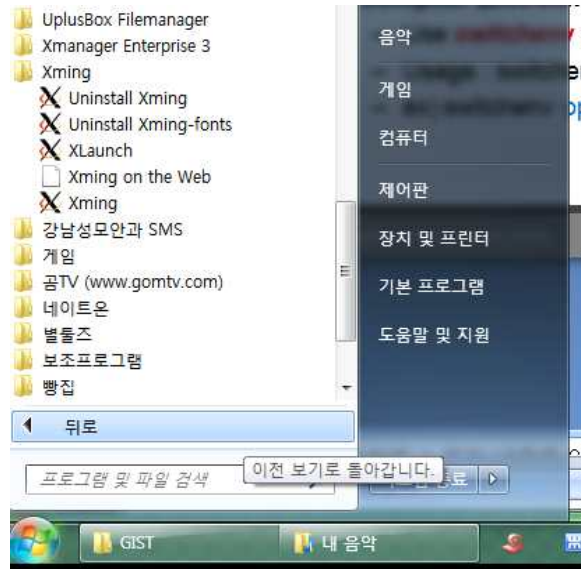 UplusBox Filemanager
Xmanager Enterprise 3
Xming
Uninstall Xming
Uninstall Xming-fonts
XLaunch
Xming on the Web
Xming
강남성모안과 SMS
게임
곰TV (www.gomtv.com)
네이트온
별툴즈
보조프로그램
빵집
뒤로
프로그램 및 파일 검색
이전 보기로 돌아갑니다.
음악
게임
컴퓨터
제어판
장치 및 프린터
기본 프로그램
도움말 및 지원
종료
GIST
내 음악